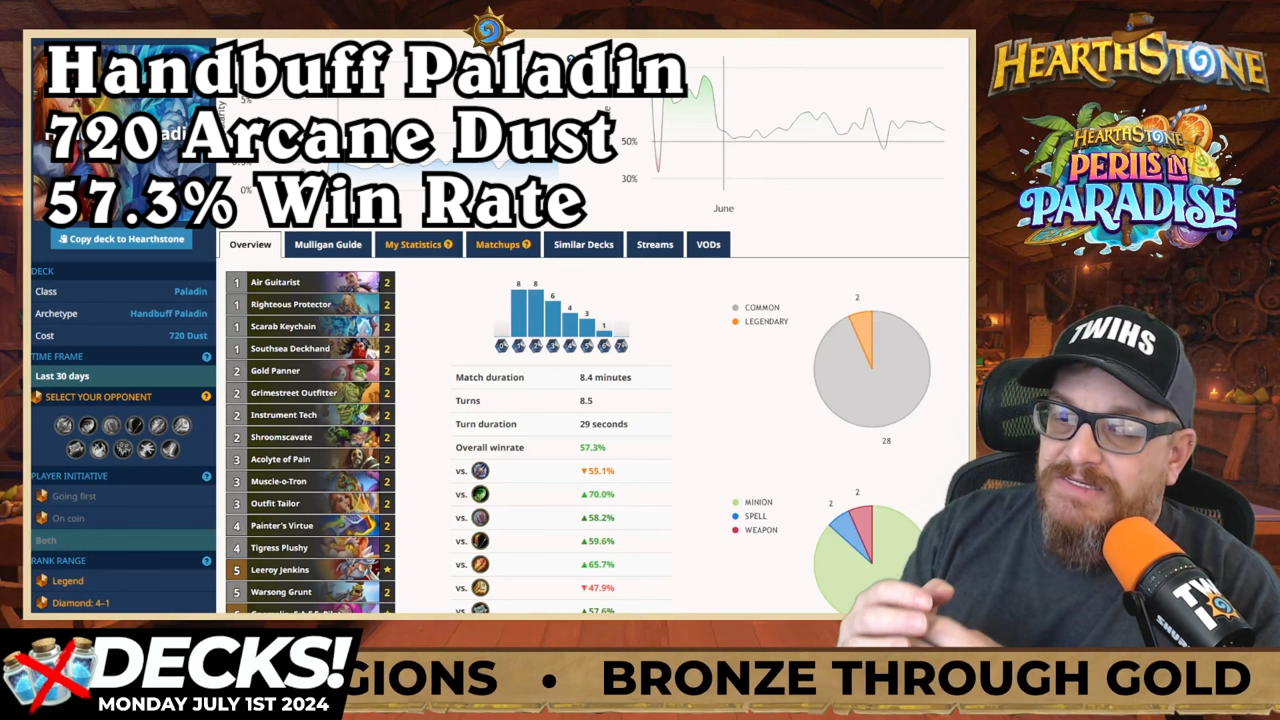 Handbuff Paladin
720 Arcane Dust
57.3% Win Rate
Copy deck to Hearthstone
DECK
Class Paladin
Archetype Handbuff Paladin
Cost 720 Dust
TIME FRAME
Last 30 days
SELECT YOUR OPPONENT
PLAYER INITIATIVE
Going first
On coin
Both
RANK RANGE
Legend
Diamond: 4–1
5%
0%
50%
30%
June
Overview
Mulligan Guide
My Statistics
Matchups
Similar Decks
Streams
VODs
1 Air Guitarist 2
1 Righteous Protector 2
1 Scarab Keychain 2
1 Southsea Deckhand 2
2 Gold Panner 2
2 Grimestreet Outfitter 2
2 Instrument Tech 2
2 Shroomscavate 2
3 Acolyte of Pain 2
3 Muscle-o-Tron 2
3 Outfit Tailor 2
4 Painter's Virtue 2
4 Tigress Plushy 2
5 Leeroy Jenkins
5 Warsong Grunt 2
8 8 6 4 3 1
Match duration 8.4 minutes
Turns 8.5
Turn duration 29 seconds
Overall winrate 57.3%
vs. ▼55.1%
vs. ▲70.0%
vs. ▲58.2%
vs. ▲59.6%
vs. ▲65.7%
vs. ▼47.9%
vs. ▲57.6%
COMMON
LEGENDARY
2
28
MINION
SPELL
WEAPON
2
2
HEARTHSTONE
HEARTHSTONE
PERILS IN
PARADISE
TWIHS
DECKS!
MONDAY JULY 1ST 2024
GIONS • BRONZE THROUGH GOLD